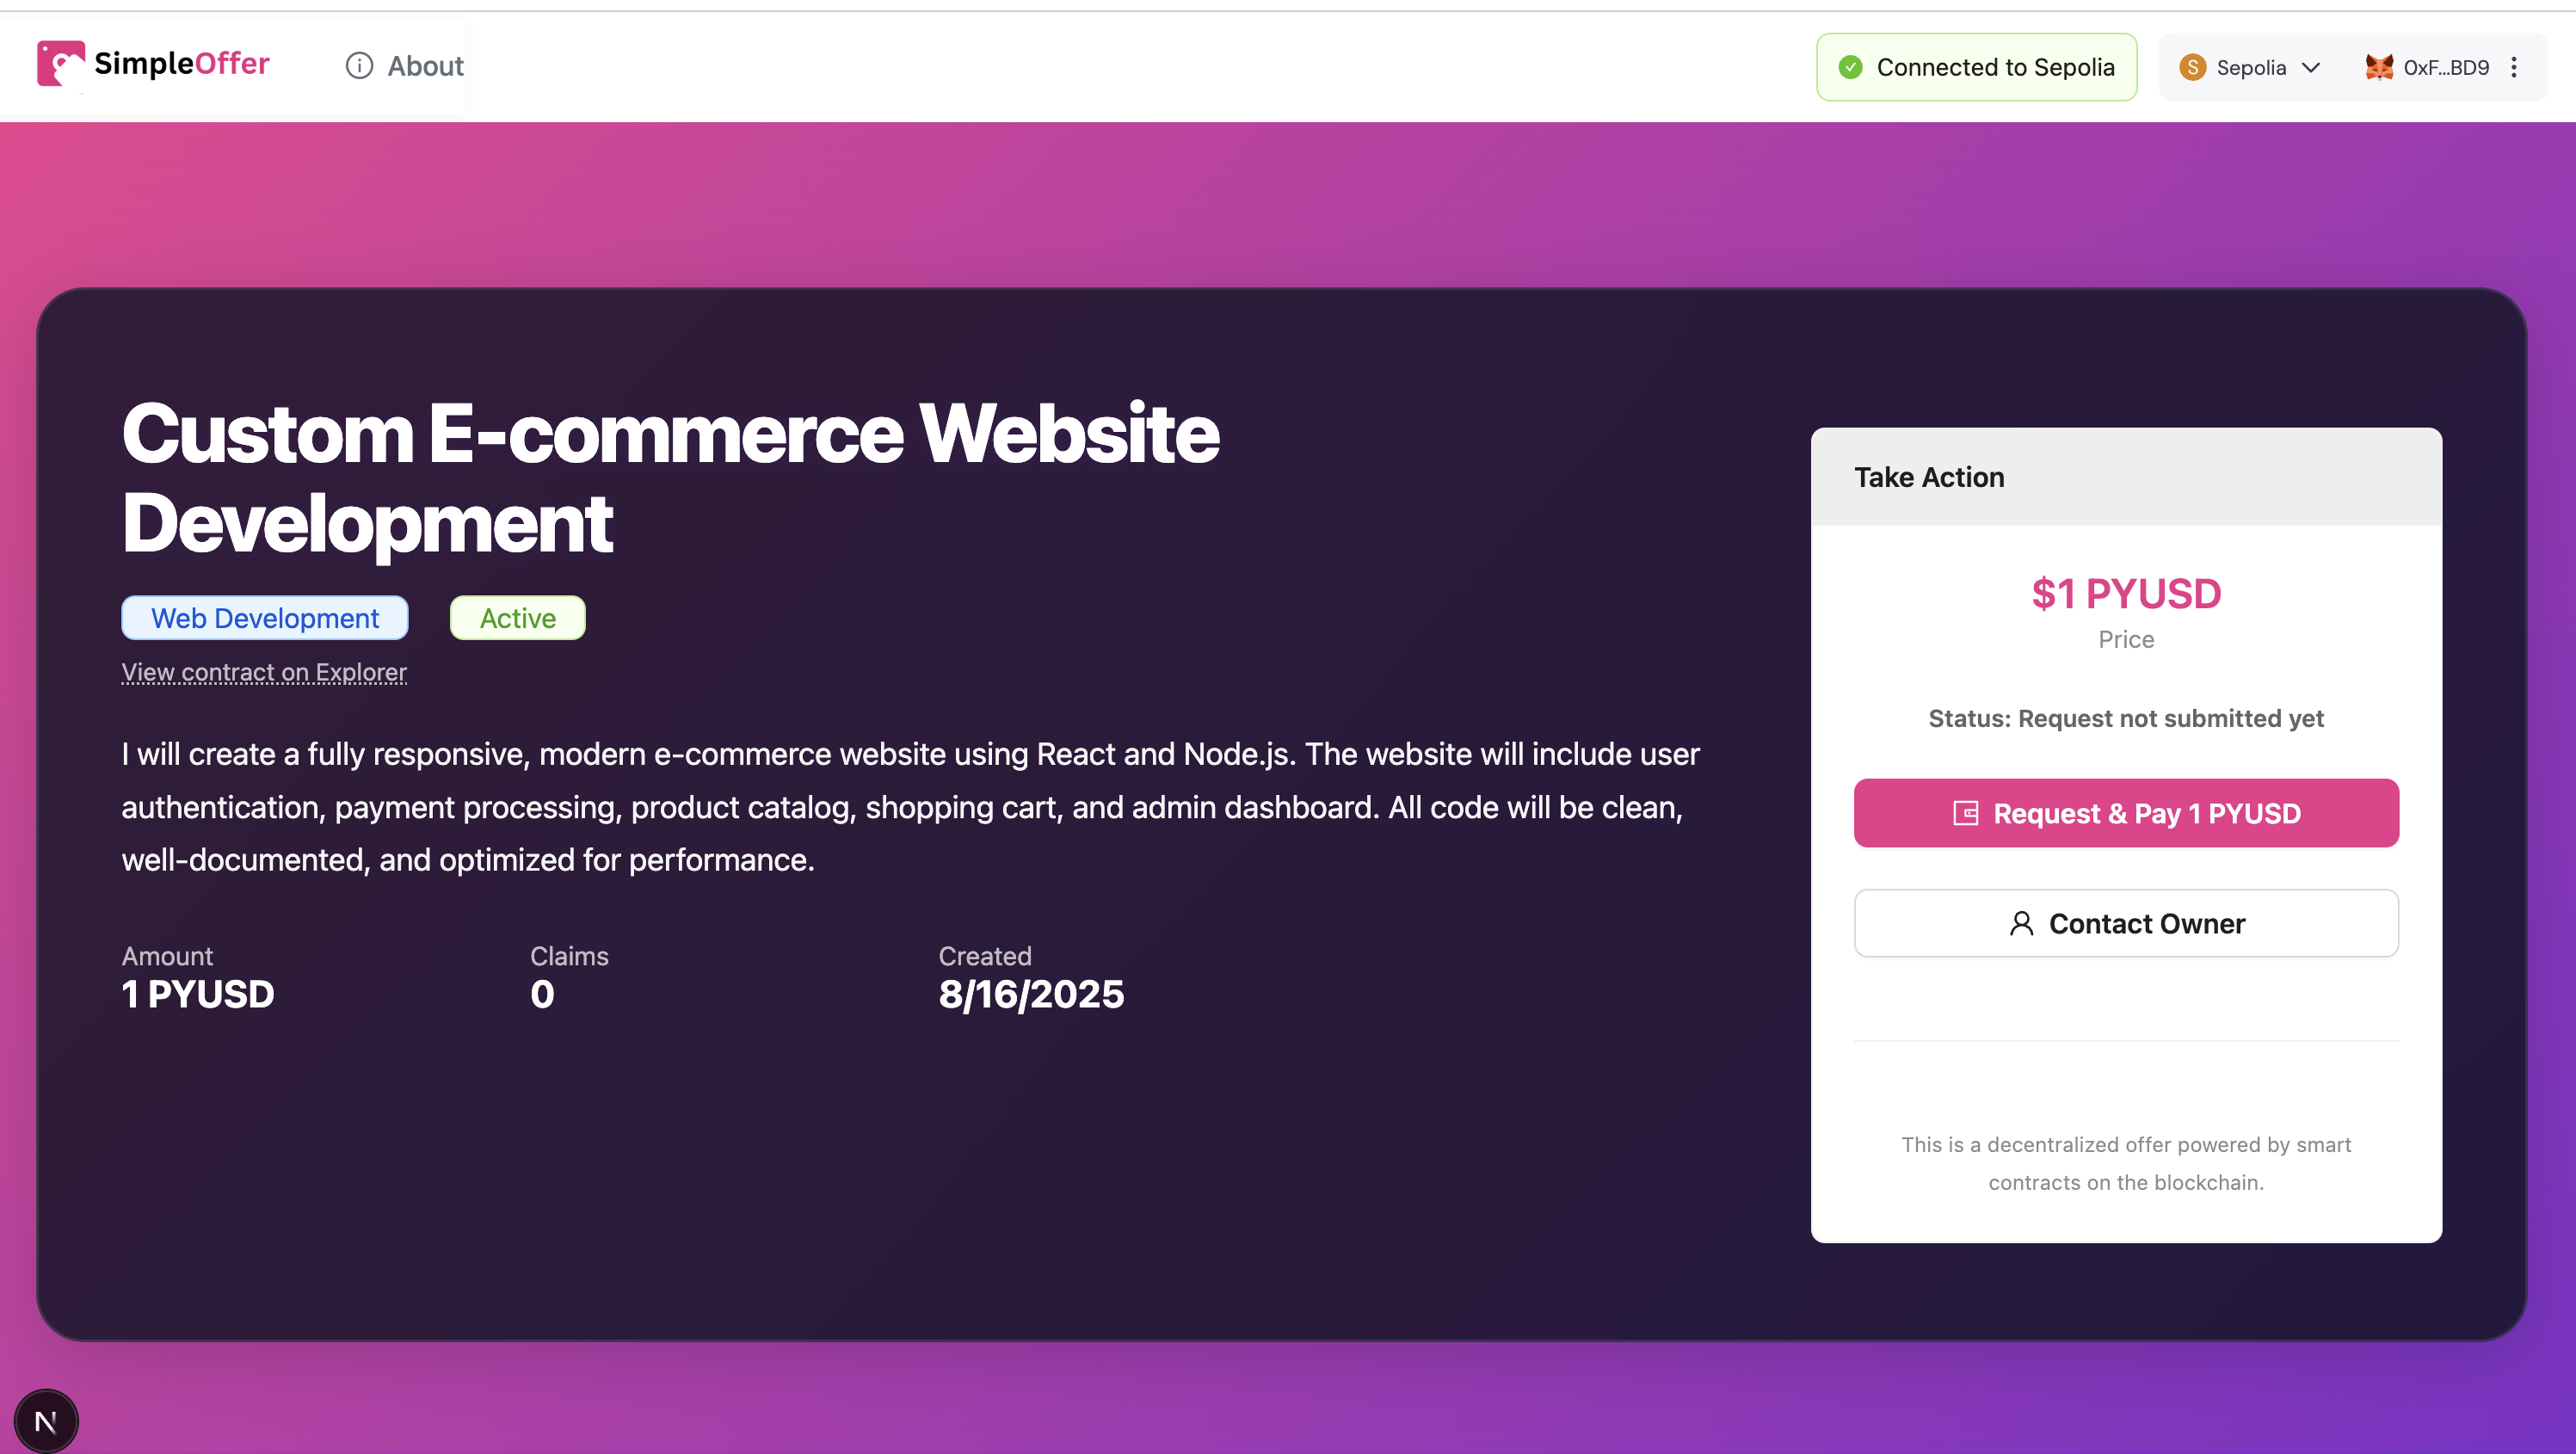 SimpleOffer
About
Connected to Sepolia
S
Sepolia
0xF...BD9
Custom E-commerce Website
Development
Web Development
Active
View contract on Explorer
I will create a fully responsive, modern e-commerce website using React and Node.js. The website will include user
authentication, payment processing, product catalog, shopping cart, and admin dashboard. All code will be clean,
well-documented, and optimized for performance.
Amount
1 PYUSD
Claims
0
Created
8/16/2025
Take Action
$1 PYUSD
Price
Status: Request not submitted yet
Request & Pay 1 PYUSD
Contact Owner
This is a decentralized offer powered by smart
contracts on the blockchain.
N